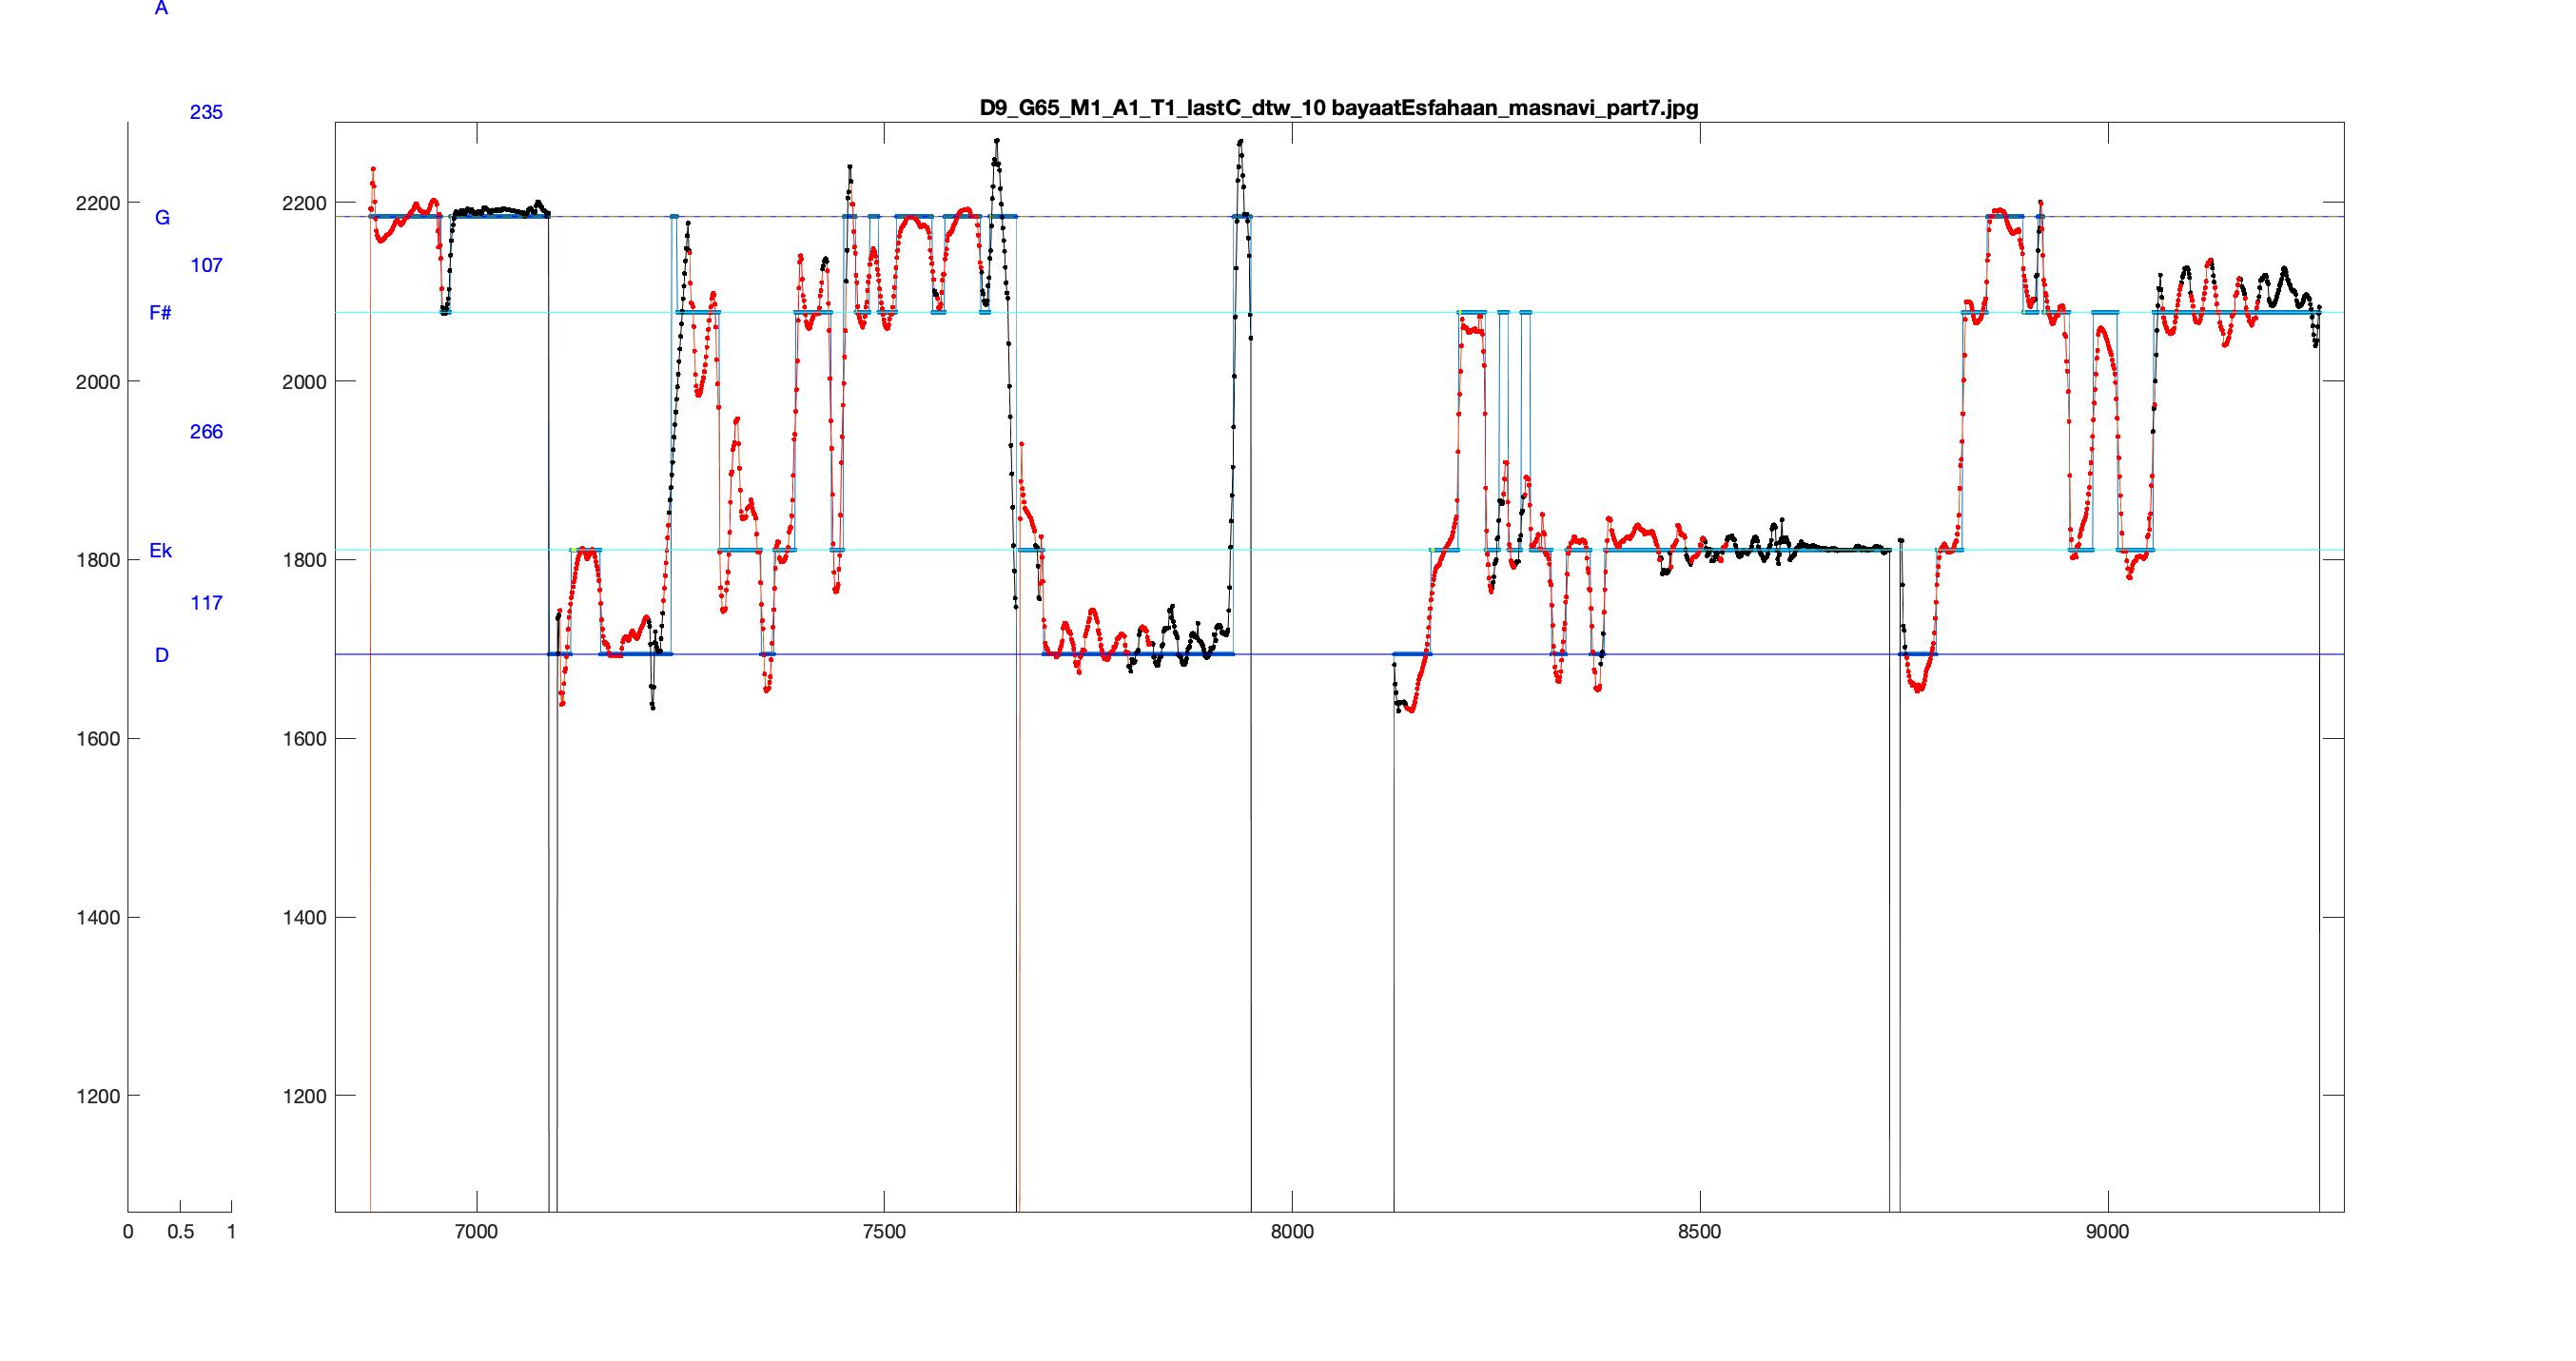 A
D9_G65_M1_A1_T1_lastC_dtw_10 bayaatEsfahaan_masnavi_part7.jpg
235
2200 G 2200
107
F#
2000 2000
266
1800 Ek 1800
117
D
1600 1600
1400 1400
1200 1200
0 0.5 1 7000 7500 8000 8500 9000